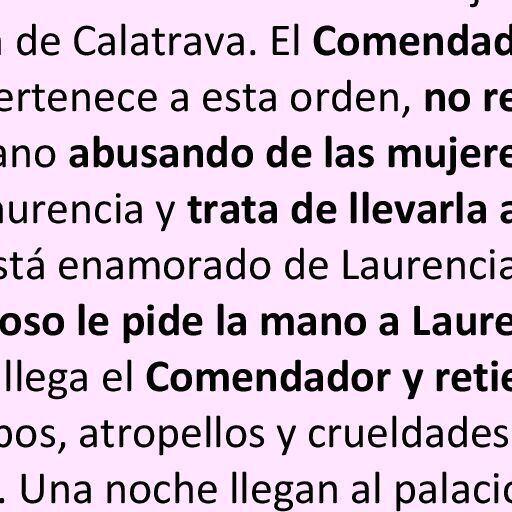 de Calatrava. El Comendad
ertenece a esta orden, no re
ano abusando de las mujere
aurencia y trata de llevarla a
stá enamorado de Laurencia
oso le pide la mano a Laure
llega el Comendador y retie
pos, atropellos y crueldades
. Una noche llegan al palacio